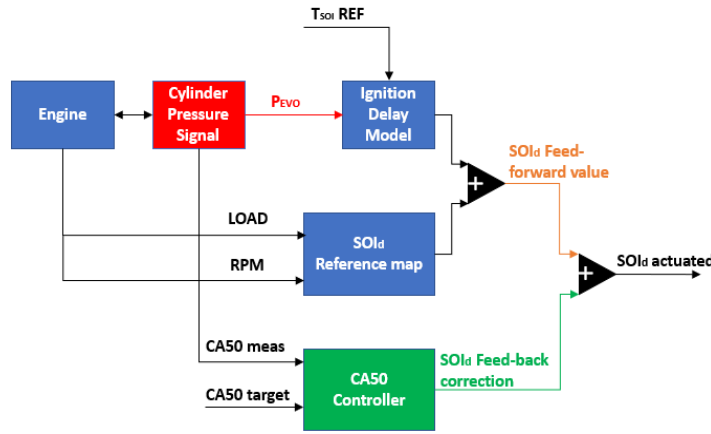 TSOI REF
Engine
Cylinder
Pressure
Signal
PEVO
Ignition
Delay
Model
SOId Feed-
forward value
LOAD
RPM
SOId
Reference map
SOId actuated
CA50 meas
CA50 target
CA50
Controller
SOId Feed-back
correction
+
+